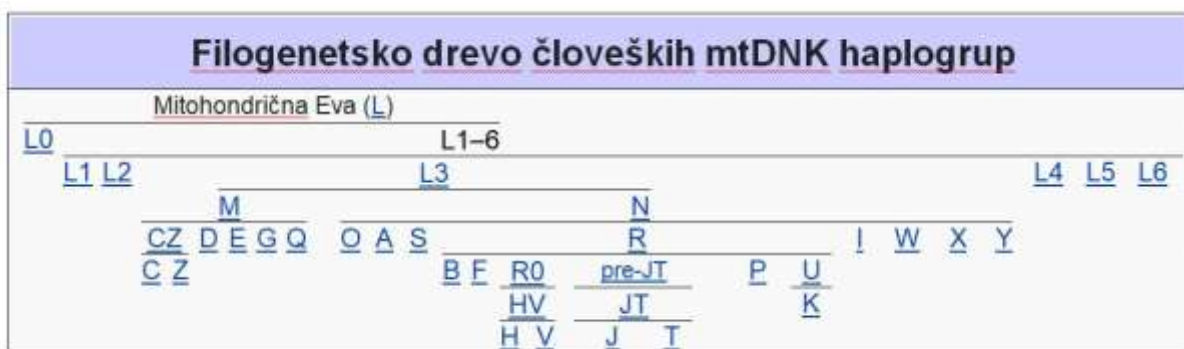 Filogenetsko drevo človeških mtDNK haplogrup
Mitohondrična Eva (L)
L0 L1–6
L1 L2 L3 L4 L5 L6
M N
CZ D E G Q O A S R I W X Y
C Z B F R0 pre-JT P U
HV JT K
H V J T